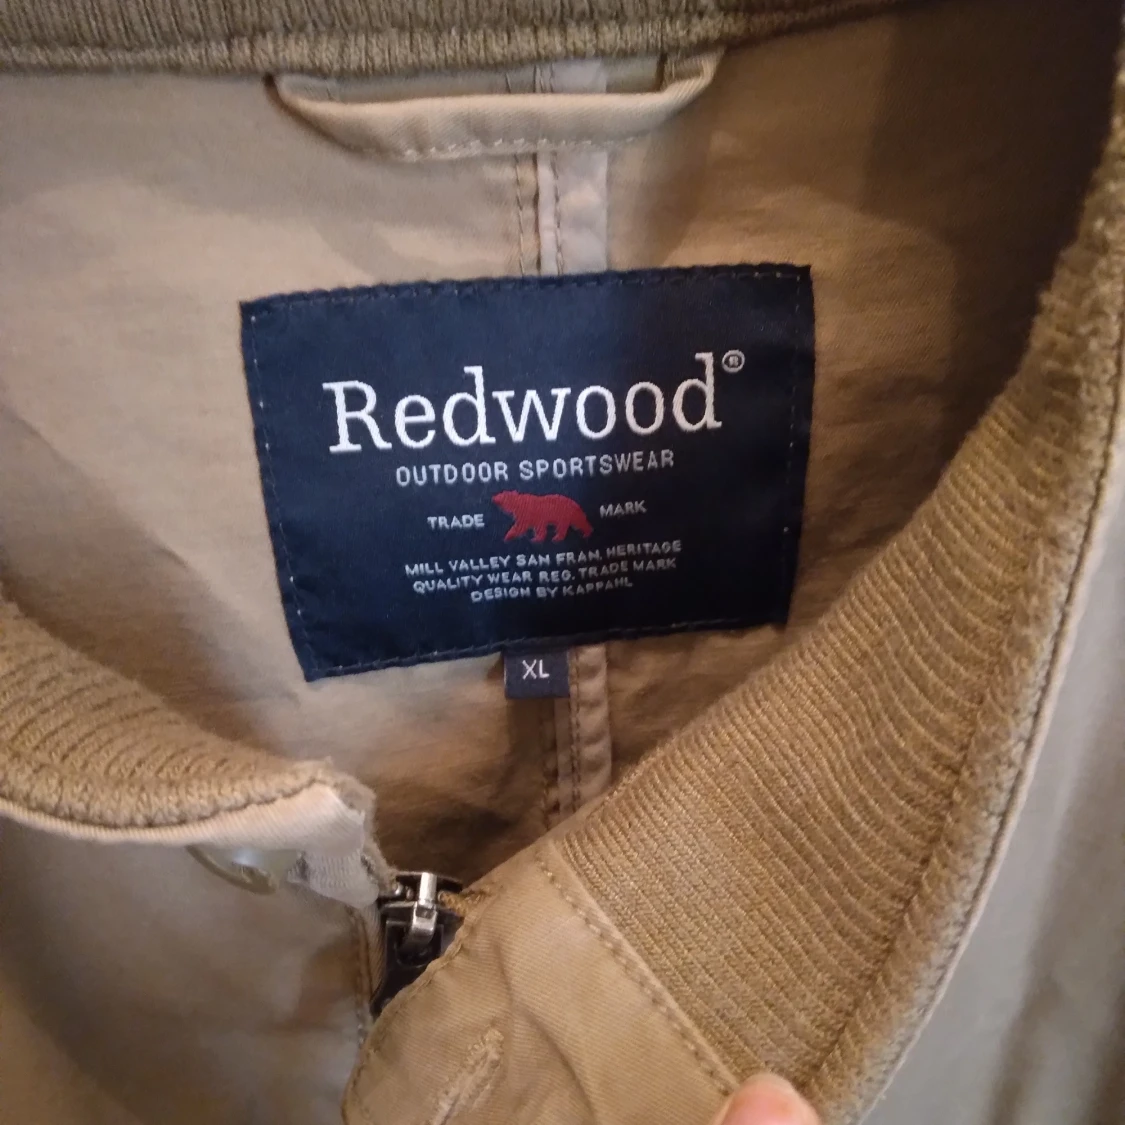 Redwood®
OUTDOOR SPORTSWEAR
TRADE MARK
MILL VALLEY SAN FRAN. HERITAGE
QUALITY WEAR REG. TRADE MARK
DESIGN BY KAPPAHL
XL